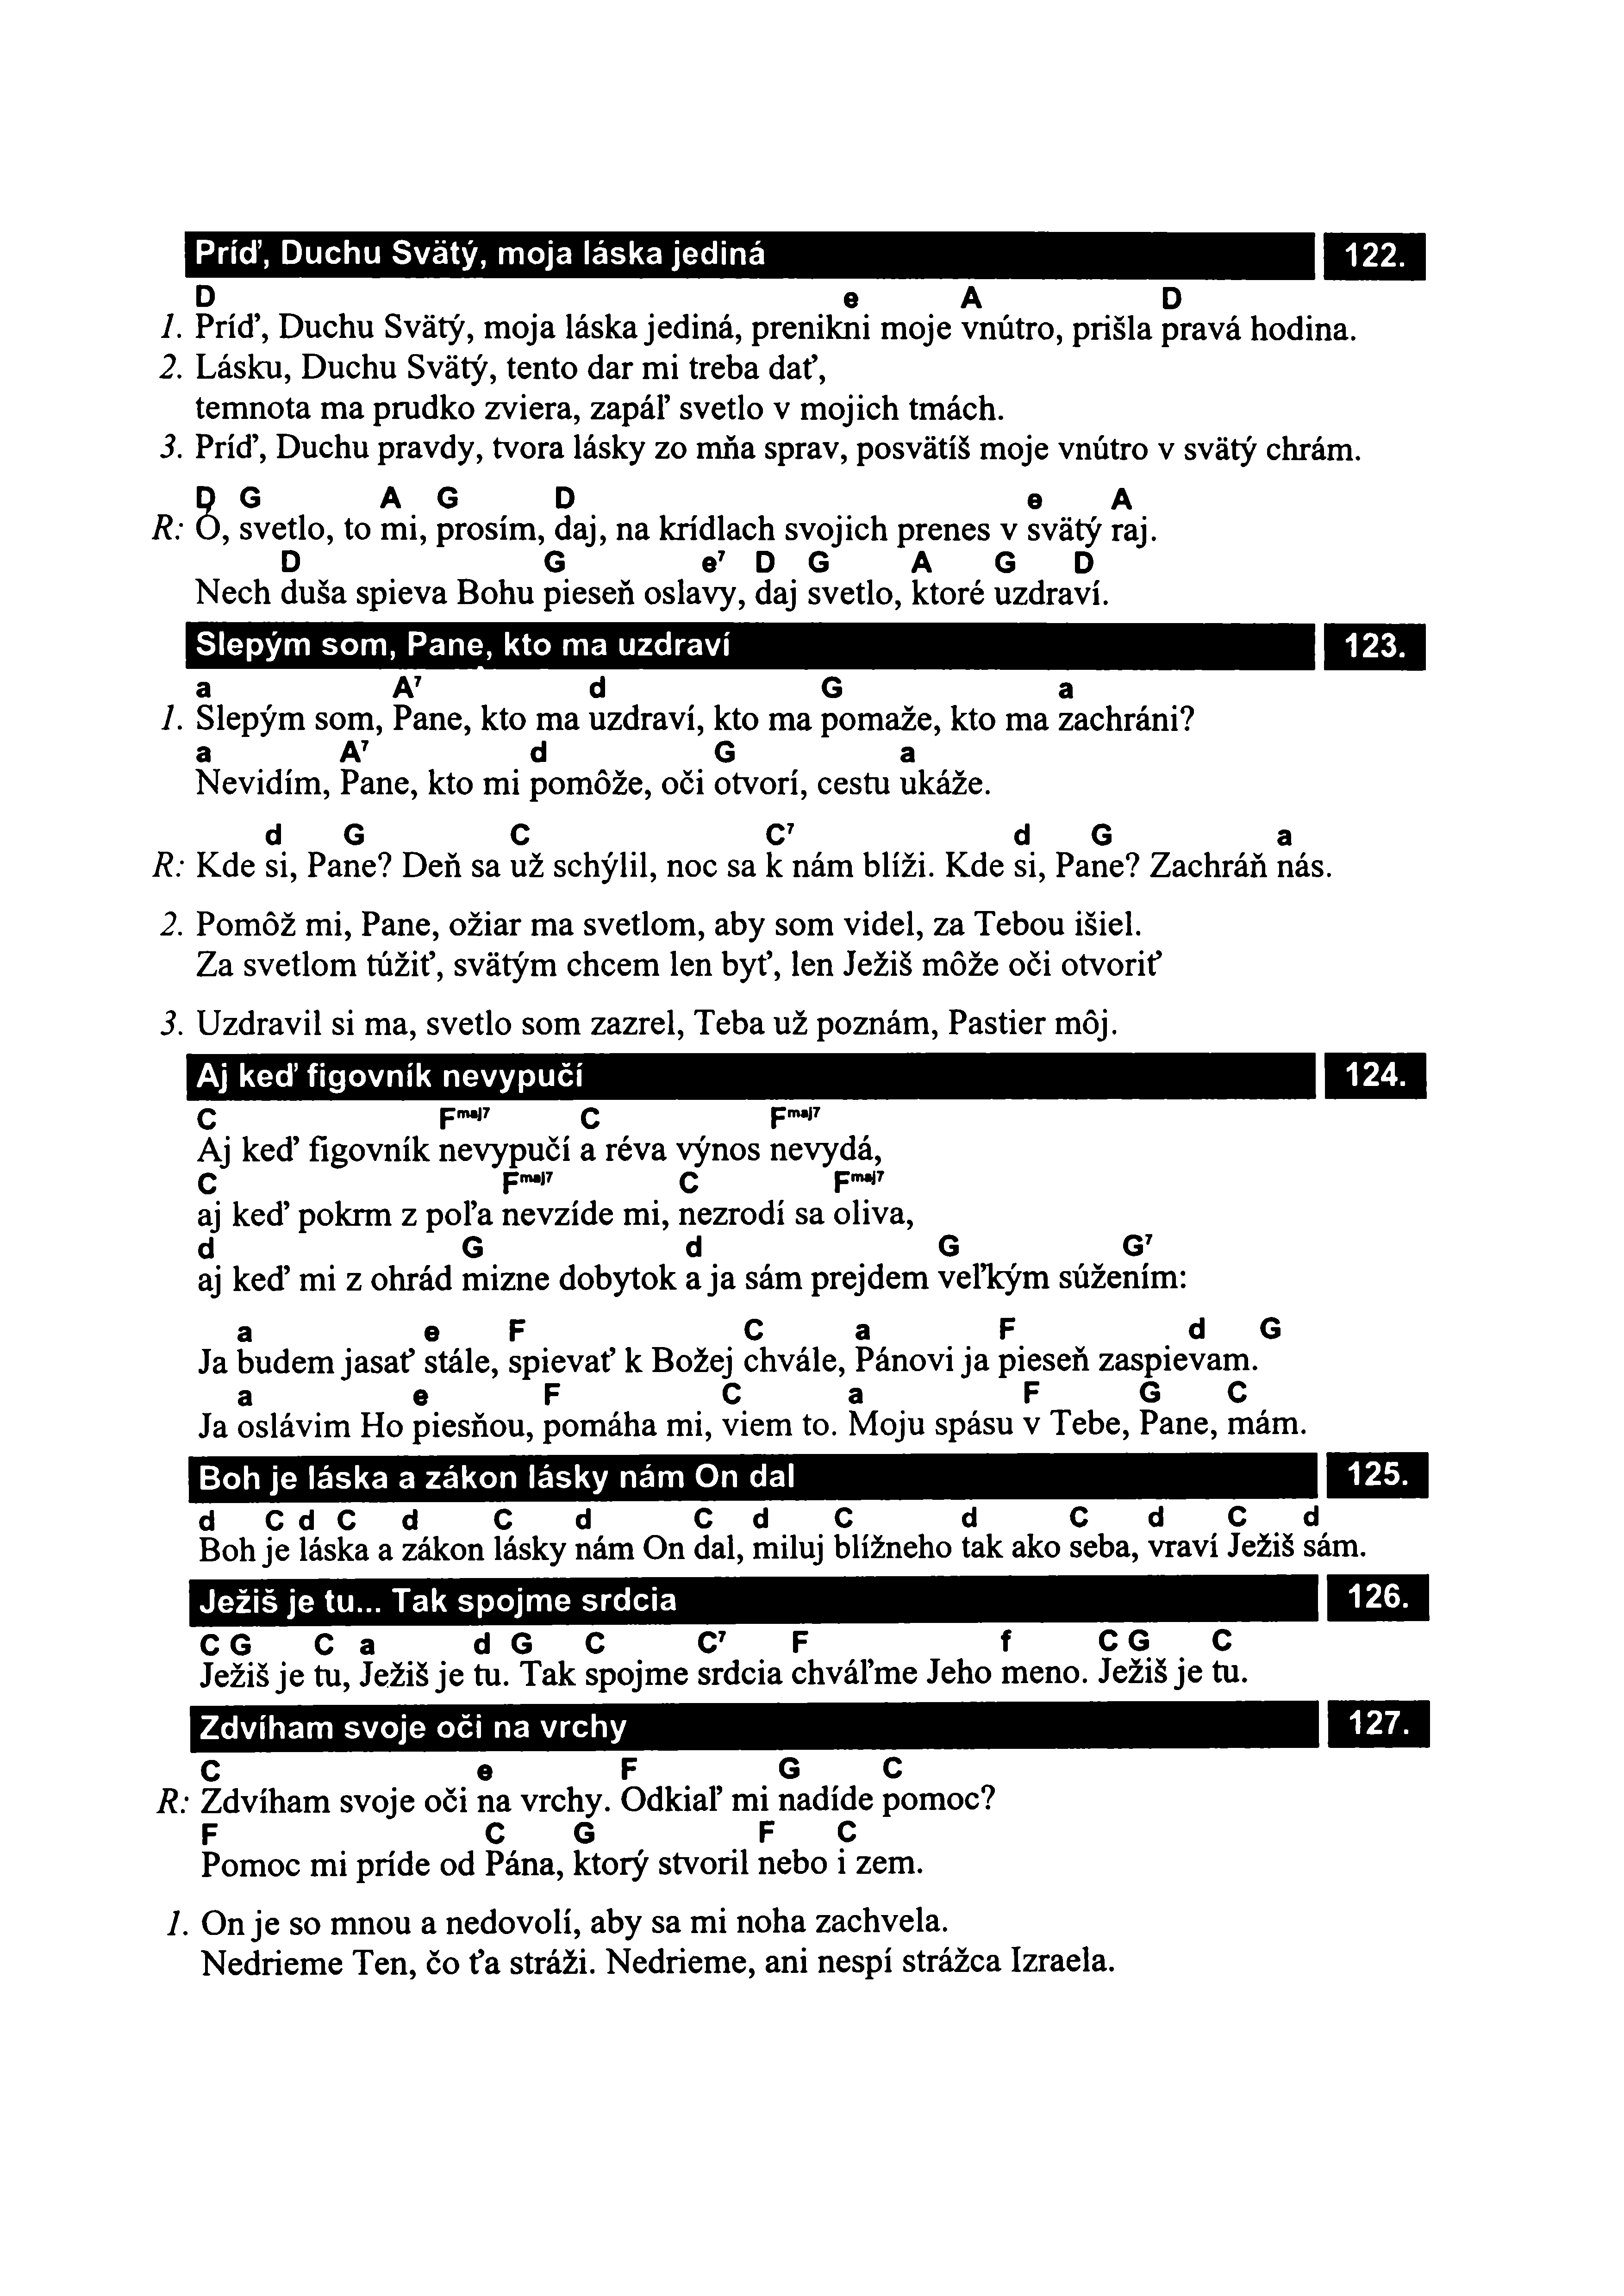 Príď, Duchu Svätý, moja láska jediná 122.
D e A D
1. Príď, Duchu Svätý, moja láska jediná, prenikni moje vnútro, prišla pravá hodina.
2. Lásku, Duchu Svätý, tento dar mi treba dať,
temnota ma prudko zviera, zapáľ svetlo v mojich tmách.
3. Príď, Duchu pravdy, tvora lásky zo mňa sprav, posvätíš moje vnútro v svätý chrám.
D G A G D e A
R: Ó, svetlo, to mi, prosím, daj, na krídlach svojich prenes v svätý raj.
D G e7 D G A G D
Nech duša spieva Bohu pieseň oslavy, daj svetlo, ktoré uzdraví.
Slepým som, Pane, kto ma uzdraví 123.
a A7 d G a
1. Slepým som, Pane, kto ma uzdraví, kto ma pomaže, kto ma zachráni?
a A7 d G a
Nevidím, Pane, kto mi pomôže, oči otvorí, cestu ukáže.
d G C C7 d G a
R: Kde si, Pane? Deň sa už schýlil, noc sa k nám blíži. Kde si, Pane? Zachráň nás.
2. Pomôž mi, Pane, ožiar ma svetlom, aby som videl, za Tebou išiel.
Za svetlom túžiť, svätým chcem len byť, len Ježiš môže oči otvoriť
3. Uzdravil si ma, svetlo som zazrel, Teba už poznám, Pastier môj.
Aj keď figovník nevypučí 124.
C Fmaj7 C Fmaj7
Aj keď figovník nevypučí a réva výnos nevydá,
C Fmaj7 C Fmaj7
aj keď pokrm z poľa nevzíde mi, nezrodí sa oliva,
d G d G G7
aj keď mi z ohrád mizne dobytok a ja sám prejdem veľkým súžením:
a e F C a F d G
Ja budem jasať stále, spievať k Božej chvále, Pánovi ja pieseň zaspievam.
a e F C a F G C
Ja oslávim Ho piesňou, pomáha mi, viem to. Moju spásu v Tebe, Pane, mám.
Boh je láska a zákon lásky nám On dal 125.
d C d C d C d C d C d C d C d
Boh je láska a zákon lásky nám On dal, miluj blížneho tak ako seba, vraví Ježiš sám.
Ježiš je tu... Tak spojme srdcia 126.
C G C a d G C C7 F f C G C
Ježiš je tu, Ježiš je tu. Tak spojme srdcia chváľme Jeho meno. Ježiš je tu.
Zdvíham svoje oči na vrchy 127.
C e F G C
R: Zdvíham svoje oči na vrchy. Odkiaľ mi nadíde pomoc?
F C G F C
Pomoc mi príde od Pána, ktorý stvoril nebo i zem.
1. On je so mnou a nedovolí, aby sa mi noha zachvela.
Nedrieme Ten, čo ťa stráži. Nedrieme, ani nespí strážca Izraela.